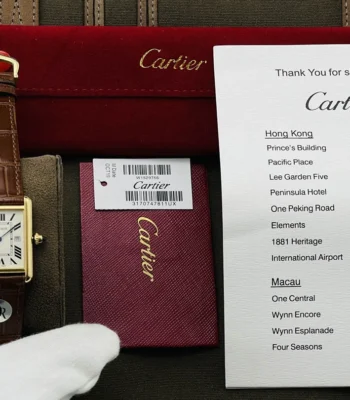 Cartier
Thank You for s
Cart
Hong Kong
Prince's Building
Pacific Place
Lee Garden Five
Peninsula Hotel
One Peking Road
Elements
1881 Heritage
International Airport
Macau
One Central
Wynn Encore
Wynn Esplanade
Four Seasons
Cartier
3170747811UX
Cartier